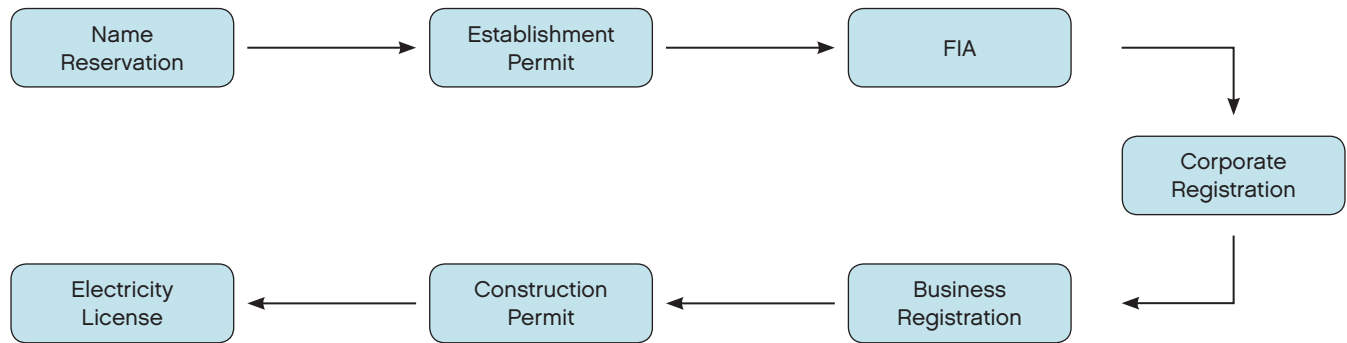 Name
Reservation
Establishment
Permit
FIA
Corporate
Registration
Business
Registration
Construction
Permit
Electricity
License